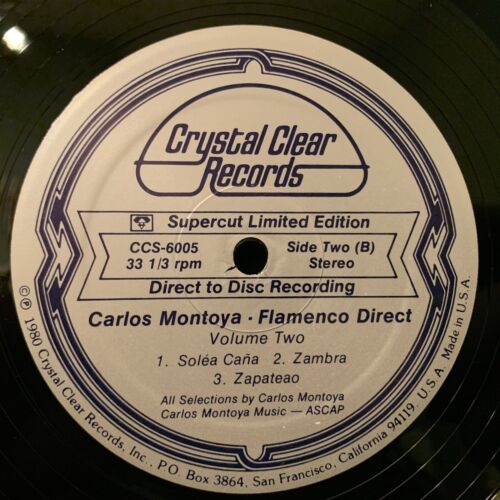 Crystal Clear
Records
Supercut Limited Edition
CCS-6005
33 1/3 rpm
Side Two (B)
Stereo
Direct to Disc Recording
Carlos Montoya · Flamenco Direct
Volume Two
1. Soléa Caña 2. Zambra
3. Zapateao
All Selections by Carlos Montoya
Carlos Montoya Music — ASCAP
©℗ 1980 Crystal Clear Records, Inc., P.O. Box 3864, San Francisco, California 94119, U.S.A. Made in U.S.A.